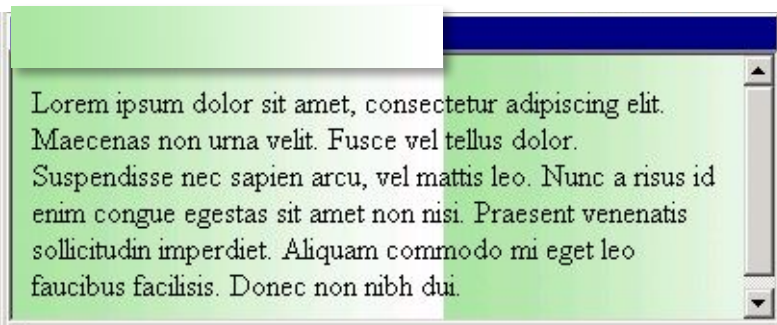 Lorem ipsum dolor sit amet, consectetur adipiscing elit.
Maecenas non urna velit. Fusce vel tellus dolor.
Suspendisse nec sapien arcu, vel mattis leo. Nunc a risus id
enim congue egestas sit amet non nisi. Praesent venenatis
sollicitudin imperdiet. Aliquam commodo mi eget leo
faucibus facilisis. Donec non nibh dui.